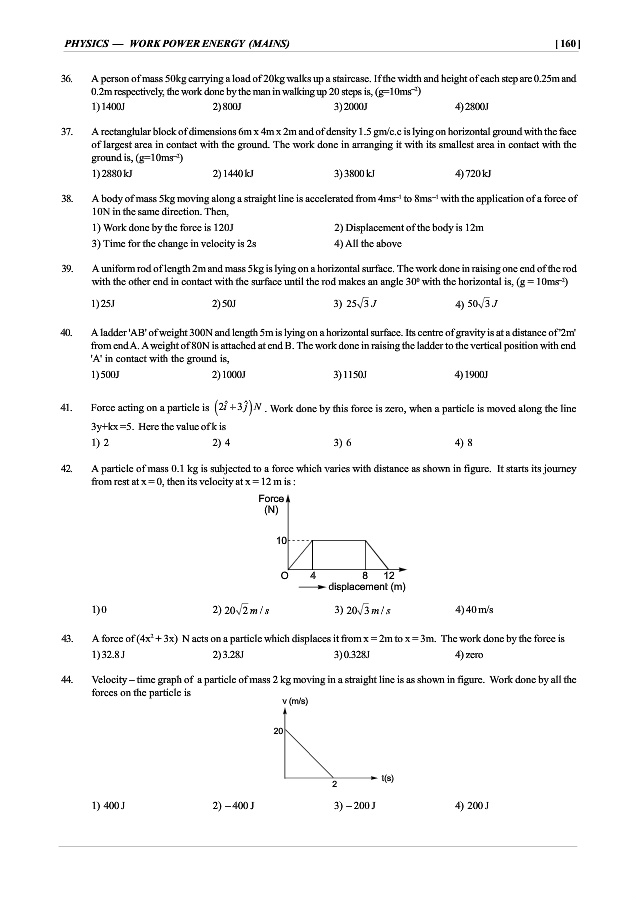 PHYSICS — WORK POWER ENERGY (MAINS) [ 160 ]
36. A person of mass 50kg carrying a load of 20kg walks up a staircase. If the width and height of each step are 0.25m and
0.2m respectively, the work done by the man in walking up 20 steps is, (g=10ms⁻²)
1) 1400J 2) 800J 3) 2000J 4) 2800J
37. A rectanglular block of dimensions 6m x 4m x 2m and of density 1.5 gm/c.c is lying on horizontal ground with the face
of largest area in contact with the ground. The work done in arranging it with its smallest area in contact with the
ground is, (g=10ms⁻²)
1) 2880 kJ 2) 1440 kJ 3) 3800 kJ 4) 720 kJ
38. A body of mass 5kg moving along a straight line is accelerated from 4ms⁻¹ to 8ms⁻¹ with the application of a force of
10N in the same direction. Then,
1) Work done by the force is 120J 2) Displacement of the body is 12m
3) Time for the change in velocity is 2s 4) All the above
39. A uniform rod of length 2m and mass 5kg is lying on a horizontal surface. The work done in raising one end of the rod
with the other end in contact with the surface until the rod makes an angle 30⁰ with the horizontal is, (g = 10ms⁻²)
1) 25J 2) 50J 3) 25√3 J 4) 50√3 J
40. A ladder 'AB' of weight 300N and length 5m is lying on a horizontal surface. Its centre of gravity is at a distance of '2m'
from end A. A weight of 80N is attached at end B. The work done in raising the ladder to the vertical position with end
'A' in contact with the ground is,
1) 500J 2) 1000J 3) 1150J 4) 1900J
41. Force acting on a particle is (2î + 3ĵ) N . Work done by this force is zero, when a particle is moved along the line
3y+kx =5. Here the value of k is
1) 2 2) 4 3) 6 4) 8
42. A particle of mass 0.1 kg is subjected to a force which varies with distance as shown in figure. It starts its journey
from rest at x = 0, then its velocity at x = 12 m is :
Force
(N)
10
O 4 8 12
displacement (m)
1) 0 2) 20√2 m / s 3) 20√3 m / s 4) 40 m/s
43. A force of (4x² + 3x) N acts on a particle which displaces it from x = 2m to x = 3m. The work done by the force is
1) 32.8 J 2) 3.28J 3) 0.328J 4) zero
44. Velocity – time graph of a particle of mass 2 kg moving in a straight line is as shown in figure. Work done by all the
forces on the particle is
v (m/s)
20
t(s)
2
1) 400 J 2) – 400 J 3) – 200 J 4) 200 J